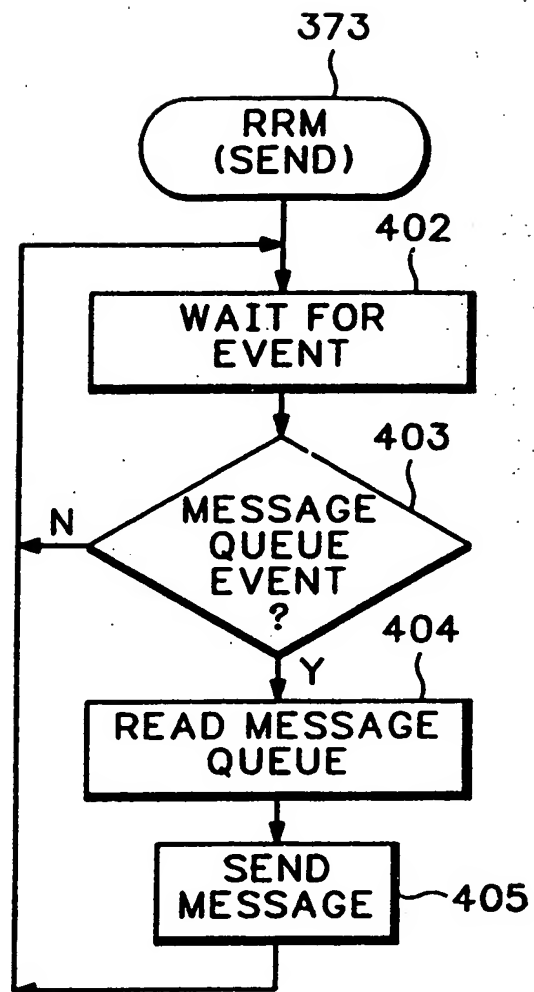 373
RRM
(SEND)
402
WAIT FOR
EVENT
403
N
MESSAGE
QUEUE
EVENT
?
Y
404
READ MESSAGE
QUEUE
SEND
MESSAGE
405